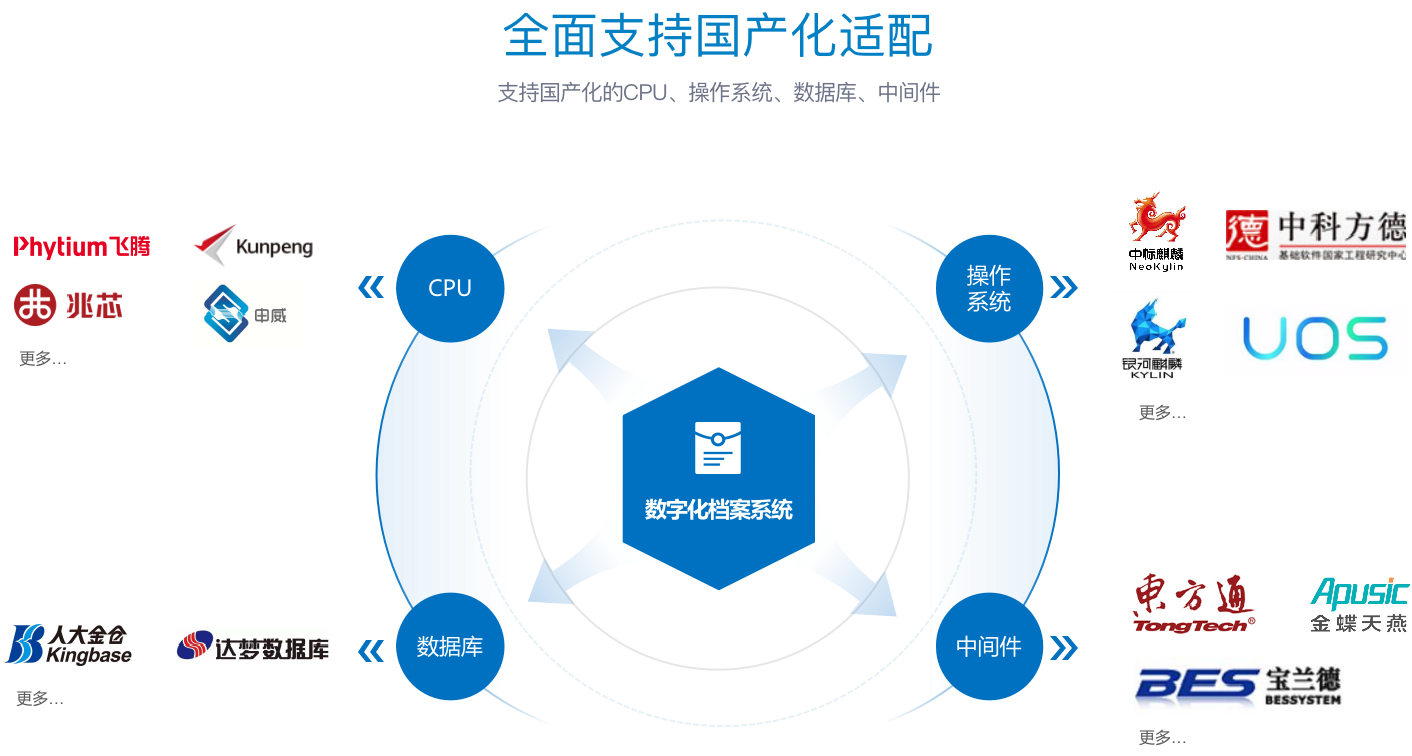 全面支持国产化适配
支持国产化的CPU、操作系统、数据库、中间件
Phytium飞腾
Kunpeng
兆芯
申威
更多...
CPU
操作
系统
中标麒麟
NeoKylin
德
NFS-CHINA
中科方德
基础软件国家工程研究中心
银河麒麟
KYLIN
UOS
更多...
数字化档案系统
人大金仓
Kingbase
达梦数据库
更多...
数据库
中间件
東方通
TongTech®
Apusic
金蝶天燕
BES
宝兰德
BESSYSTEM
更多...